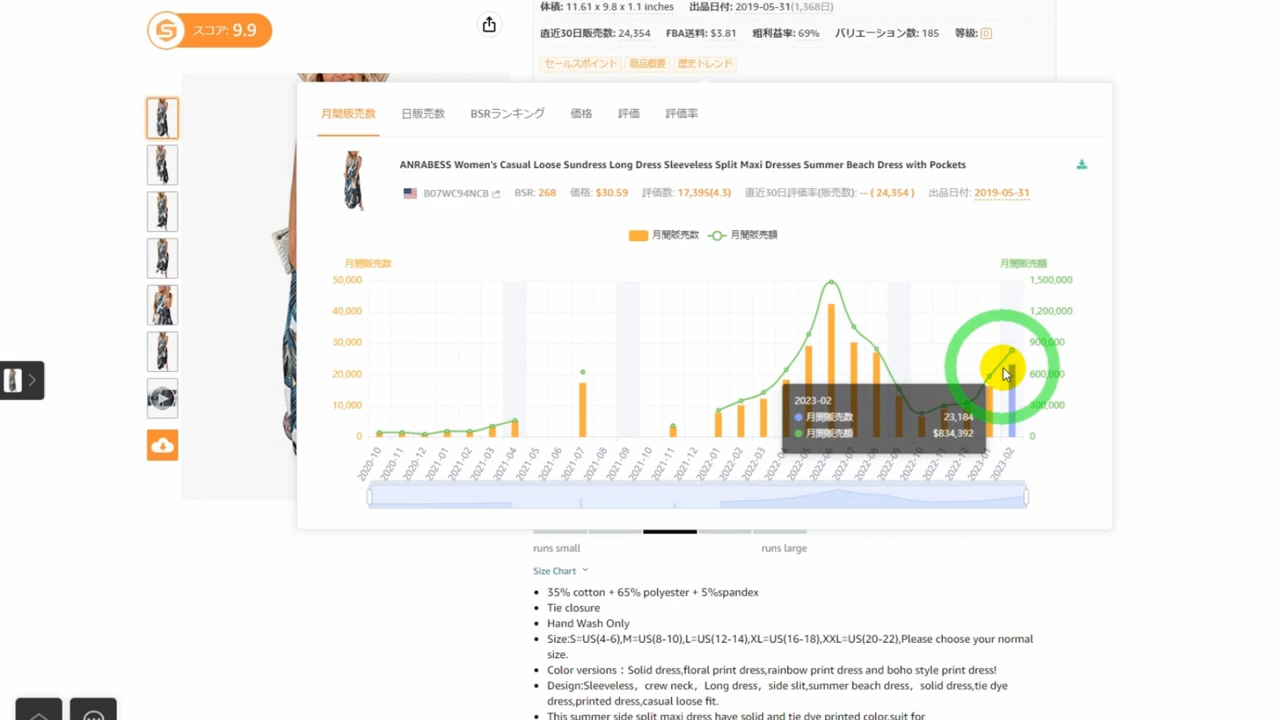 体積: 11.61 x 9.8 x 1.1 inches 出品日付: 2019-05-31(1,368日)
スコア: 9.9
直近30日販売数: 24,354 FBA送料: $3.81 粗利益率: 69% バリエーション数: 185 等級: D
セールスポイント 商品概要 歴史トレンド
月間販売数 日販売数 BSRランキング 価格 評価 評価率
ANRABESS Women's Casual Loose Sundress Long Dress Sleeveless Split Maxi Dresses Summer Beach Dress with Pockets
B07WC94NCB BSR: 268 価格: $30.59 評価数: 17,395(4.3) 直近30日評価率(販売数): -- ( 24,354 ) 出品日付: 2019-05-31
月間販売数 月間販売額
月間販売数 月間販売額
50,000 1,500,000
40,000 1,200,000
30,000 900,000
20,000 600,000
10,000 300,000
0 0
2023-02
月間販売数 23,184
月間販売額 $834,392
2020-10 2020-11 2020-12 2021-01 2021-02 2021-03 2021-04 2021-05 2021-06 2021-07 2021-08 2021-09 2021-10 2021-11 2021-12 2022-01 2022-02 2022-03 2022-05 2022-06 2022-07 2022-08 2022-09 2022-10 2022-11 2023-01 2023-02
runs small runs large
Size Chart
• 35% cotton + 65% polyester + 5%spandex
• Tie closure
• Hand Wash Only
• Size:S=US(4-6),M=US(8-10),L=US(12-14),XL=US(16-18),XXL=US(20-22),Please choose your normal
size.
• Color versions：Solid dress,floral print dress,rainbow print dress and boho style print dress!
• Design:Sleeveless，crew neck，Long dress，side slit,summer beach dress，solid dress,tie dye
dress,printed dress,casual loose fit.
• This summer side split maxi dress have solid and tie dye printed color,suit for